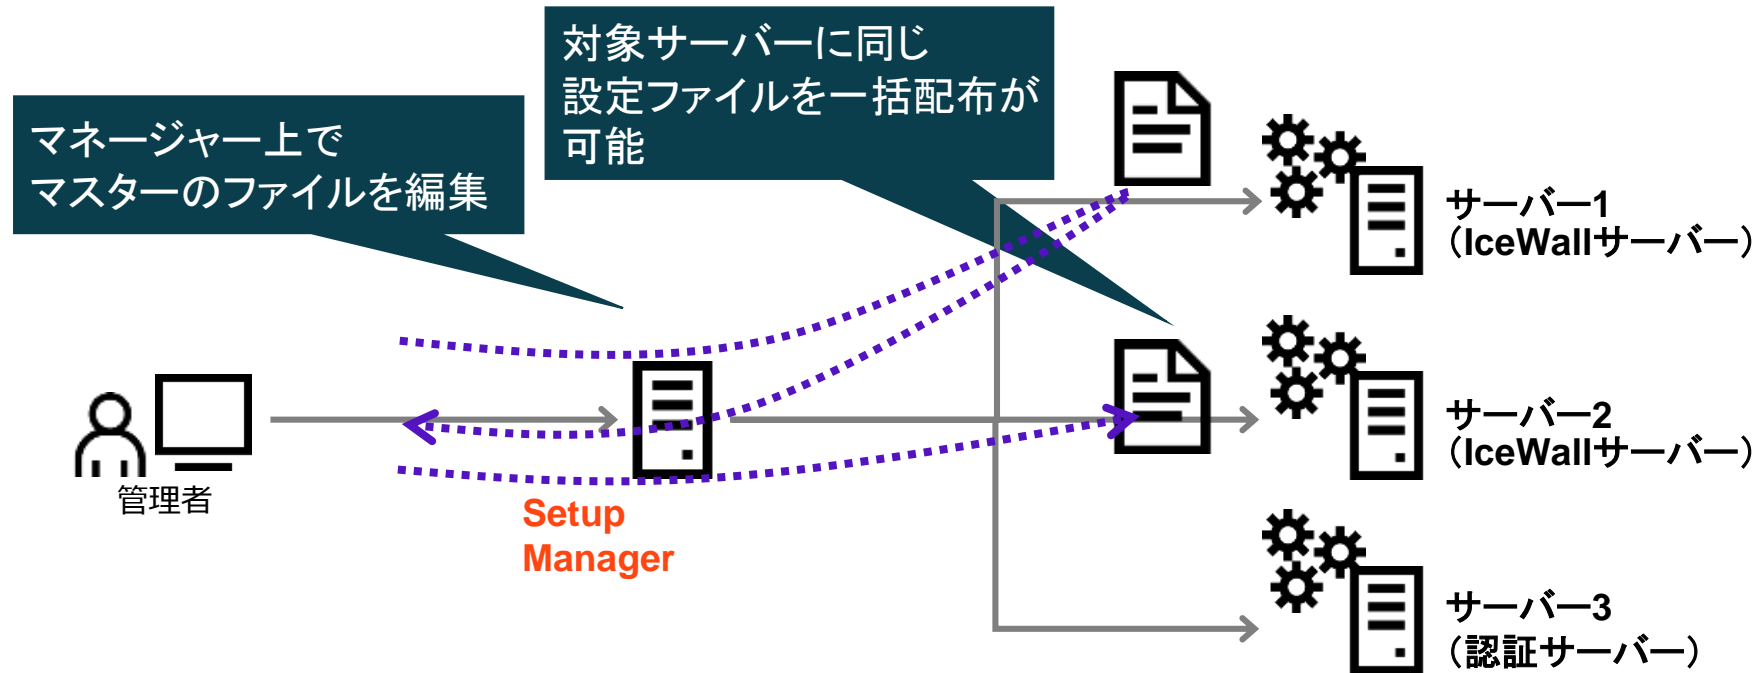 対象サーバーに同じ
設定ファイルを一括配布が
可能
マネージャー上で
マスターのファイルを編集
サーバー1
（IceWallサーバー）
サーバー2
（IceWallサーバー）
管理者
Setup
Manager
サーバー3
（認証サーバー）